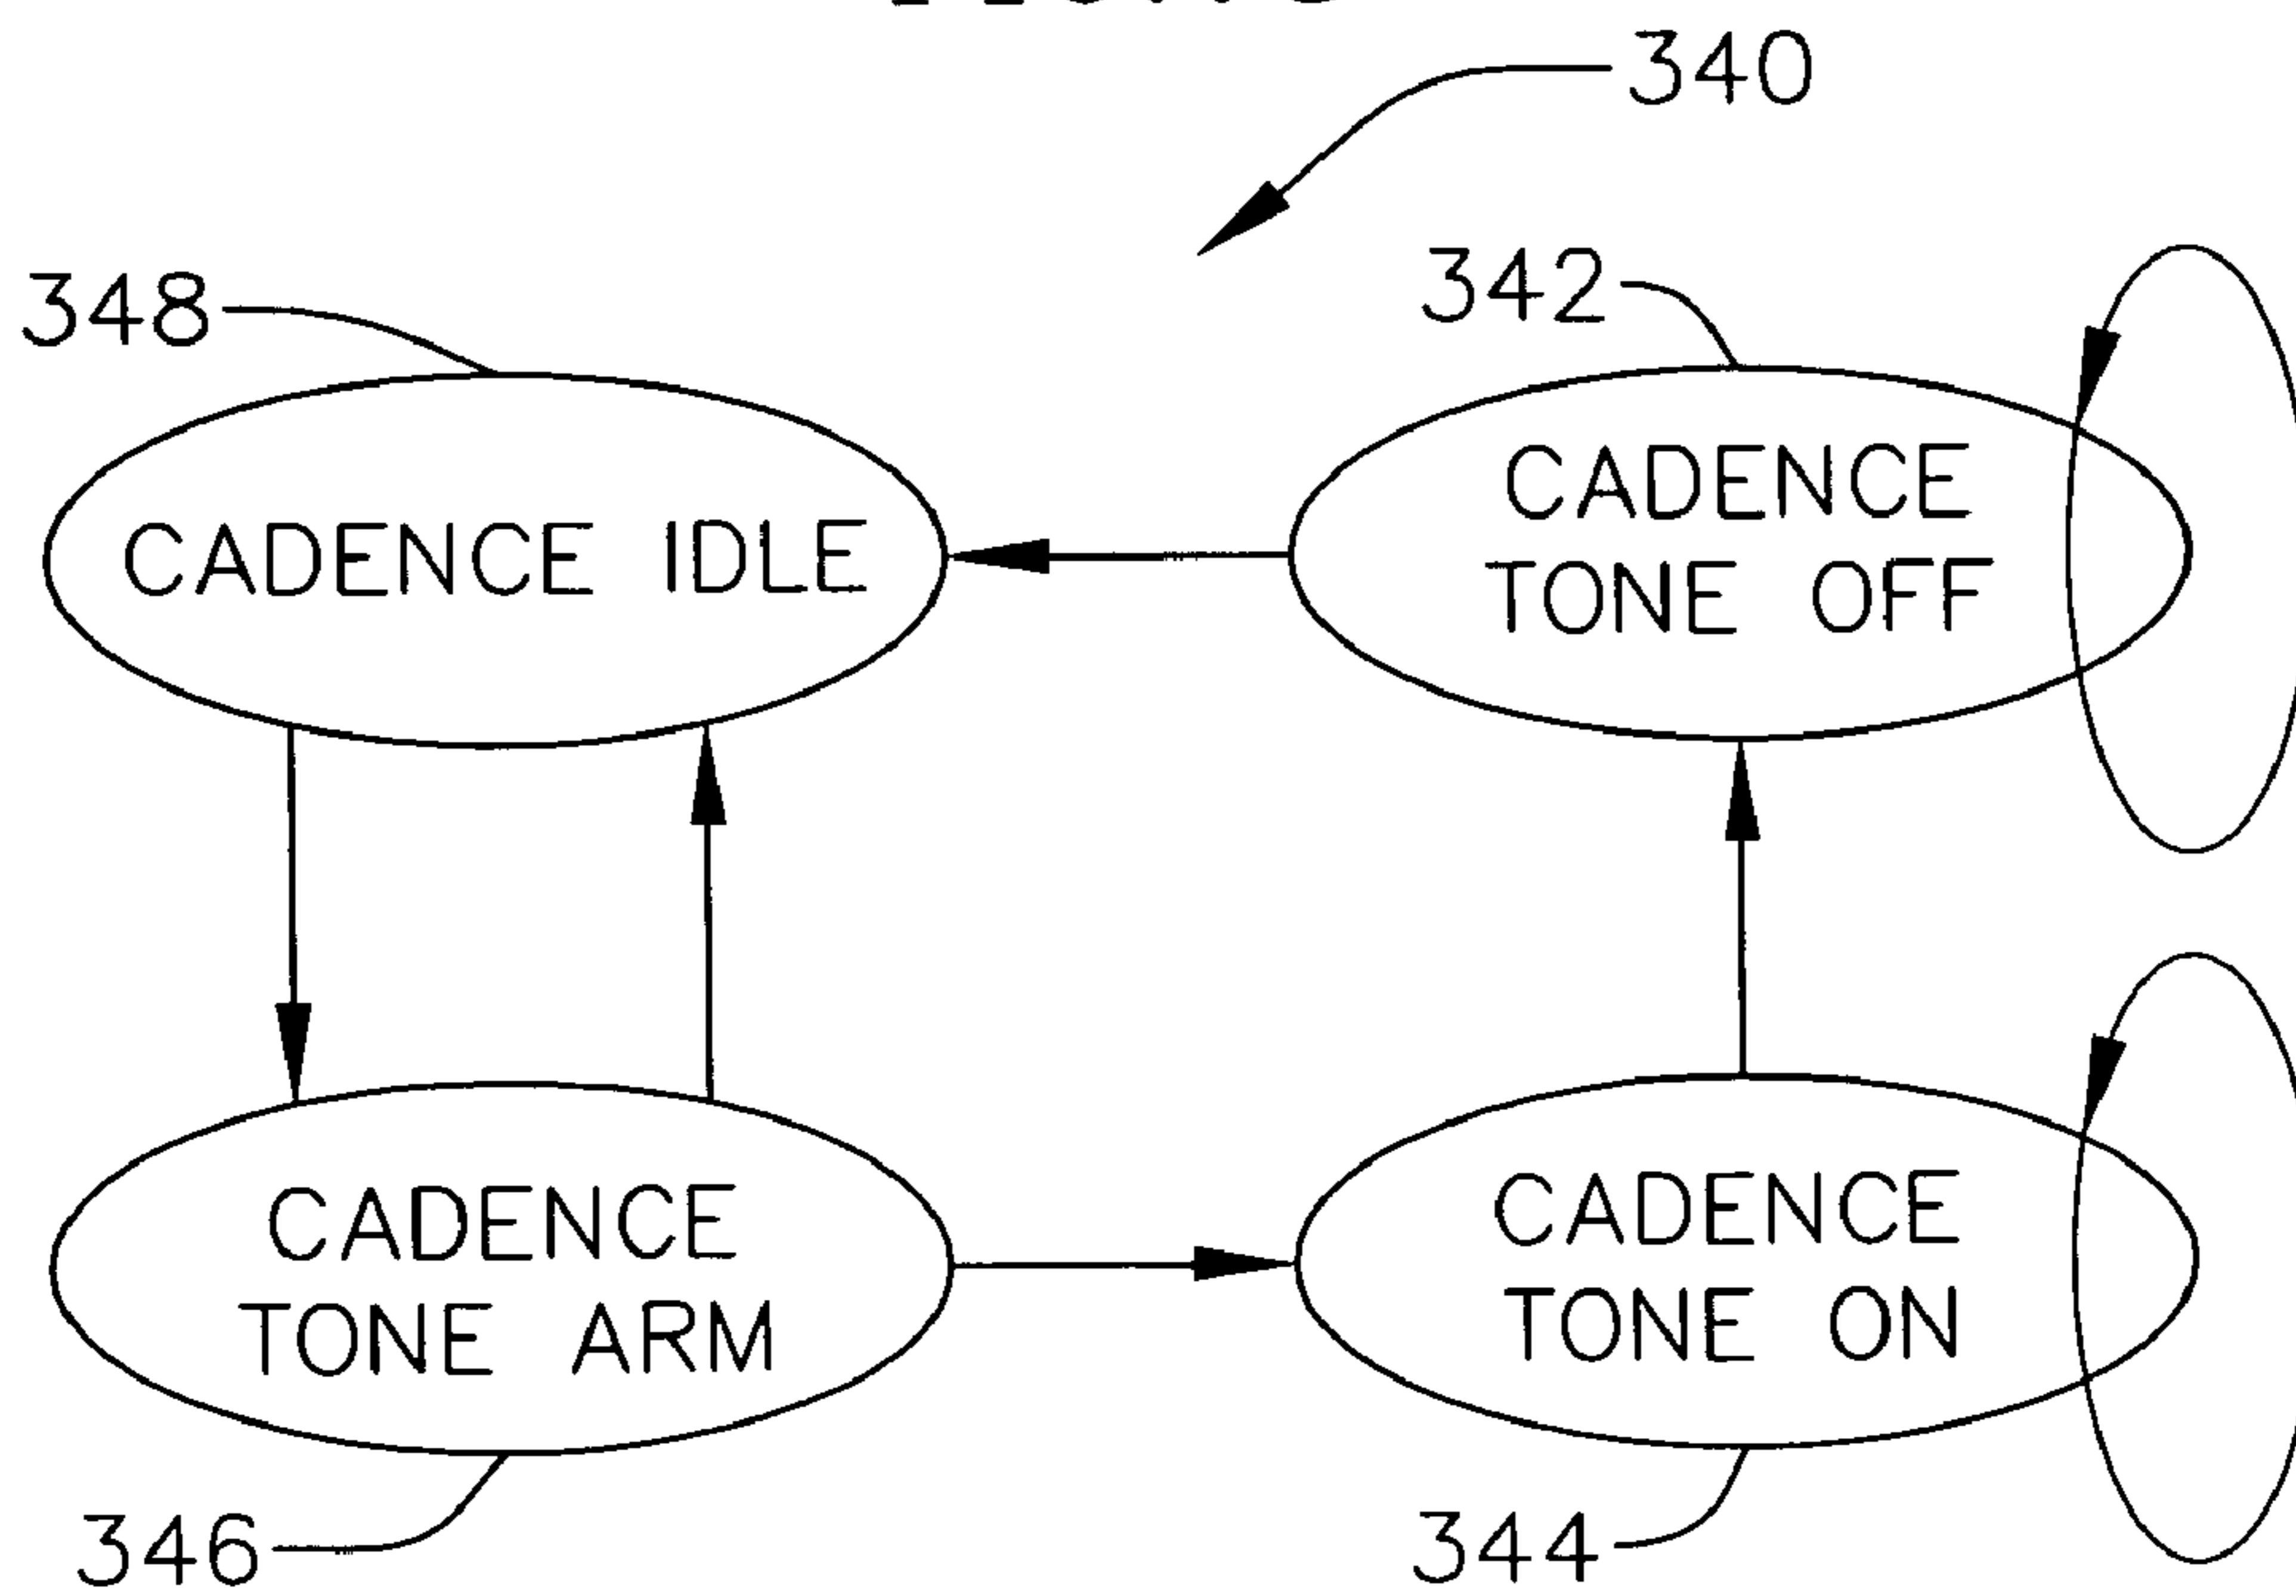 340
348
342
CADENCE IDLE
CADENCE
TONE OFF
CADENCE
TONE ARM
CADENCE
TONE ON
346
344